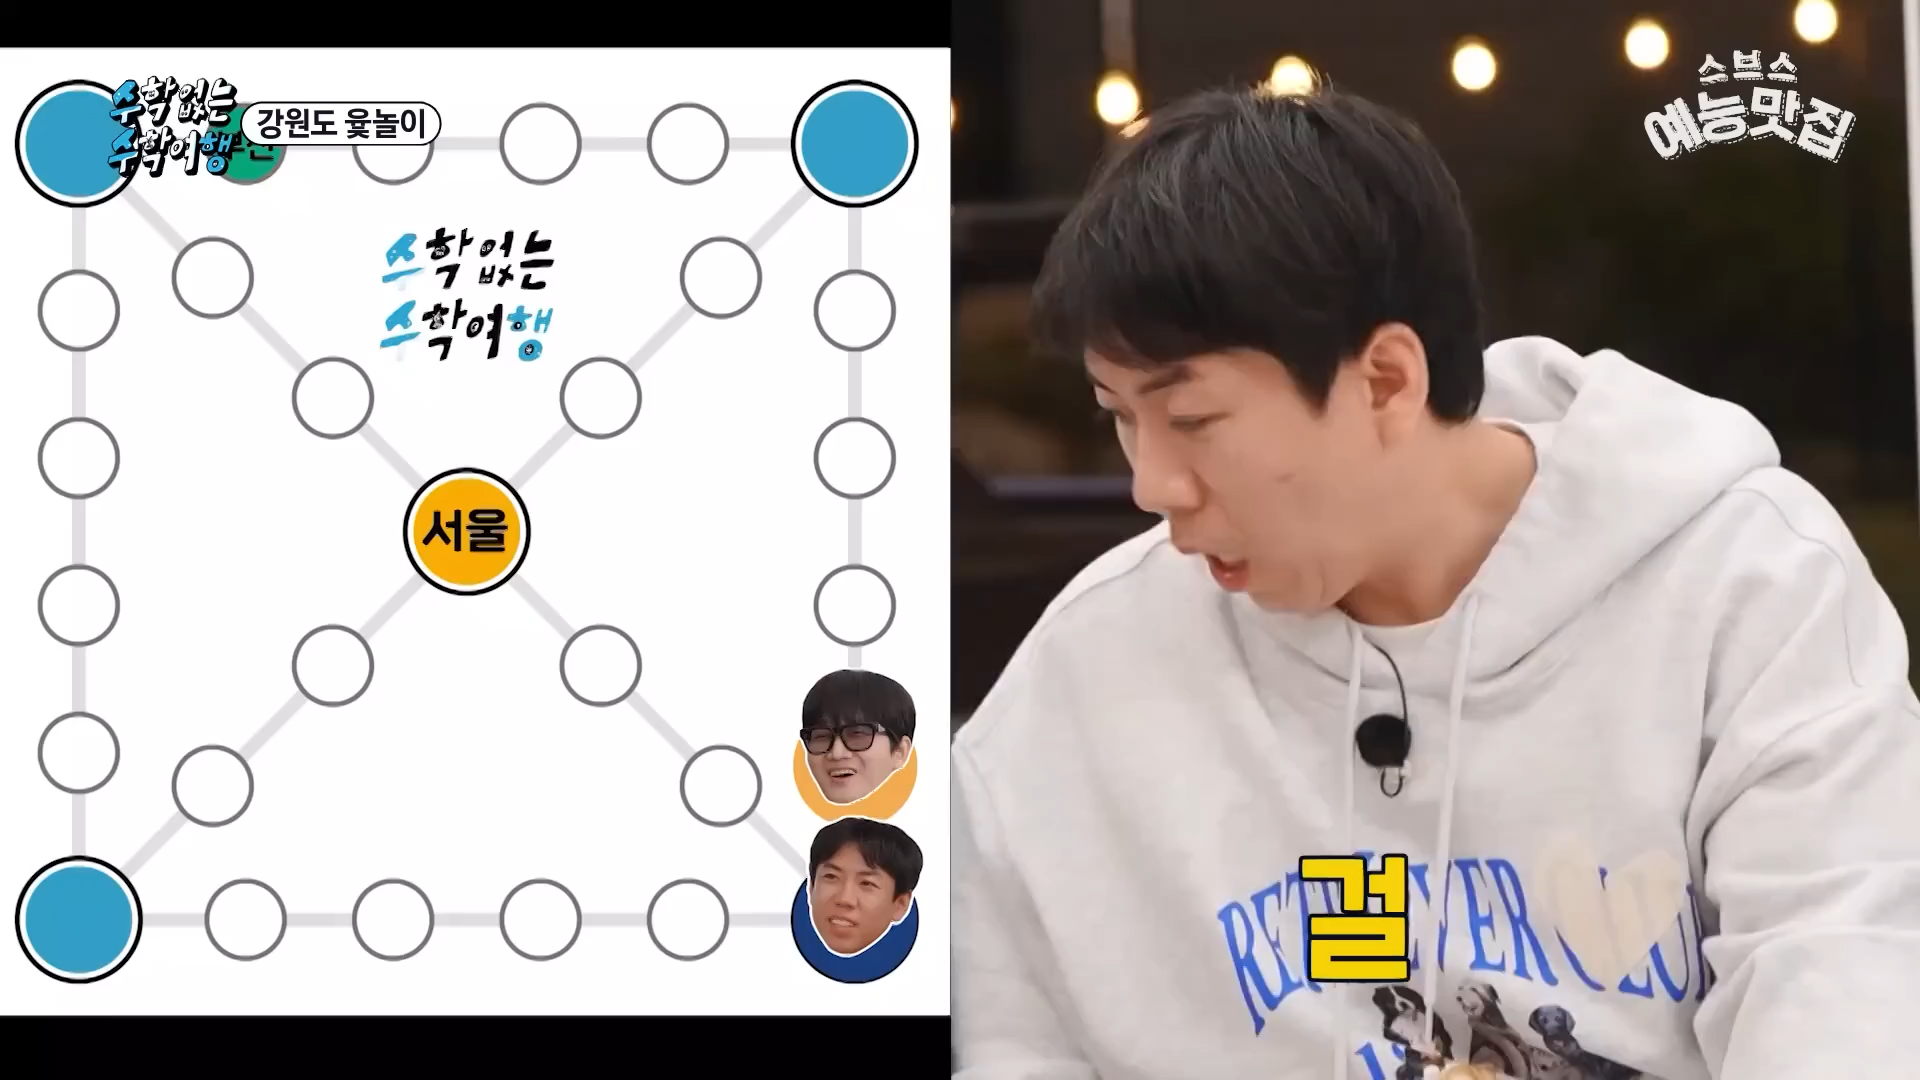 수학없는
수학여행
강원도 윷놀이
수학없는
수학여행
서울
스브스
예능맛집
걸